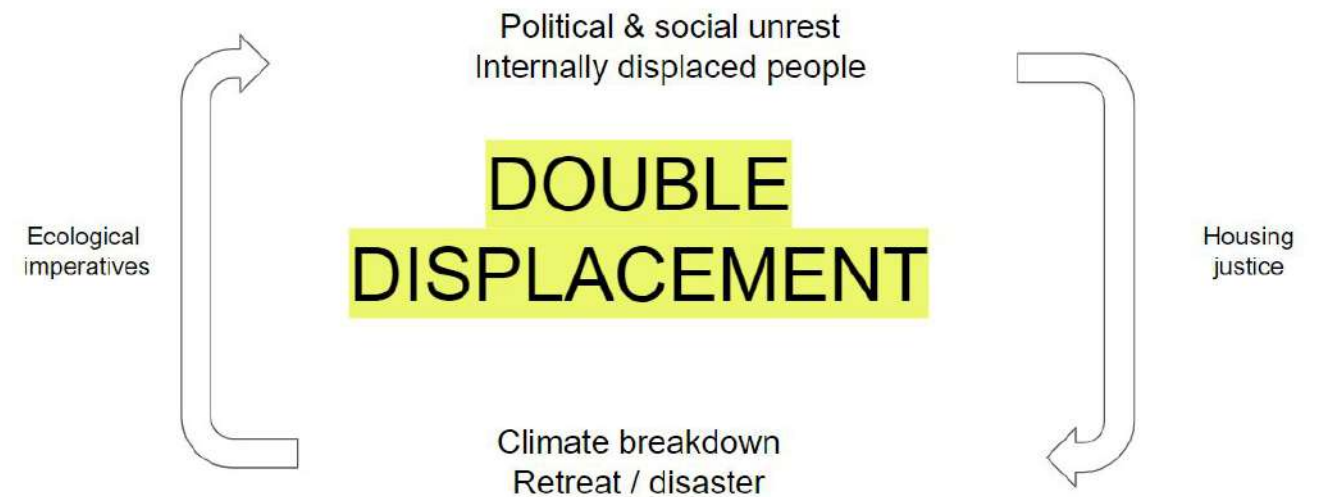 Political & social unrest
Internally displaced people
DOUBLE
DISPLACEMENT
Ecological
imperatives
Housing
justice
Climate breakdown
Retreat / disaster